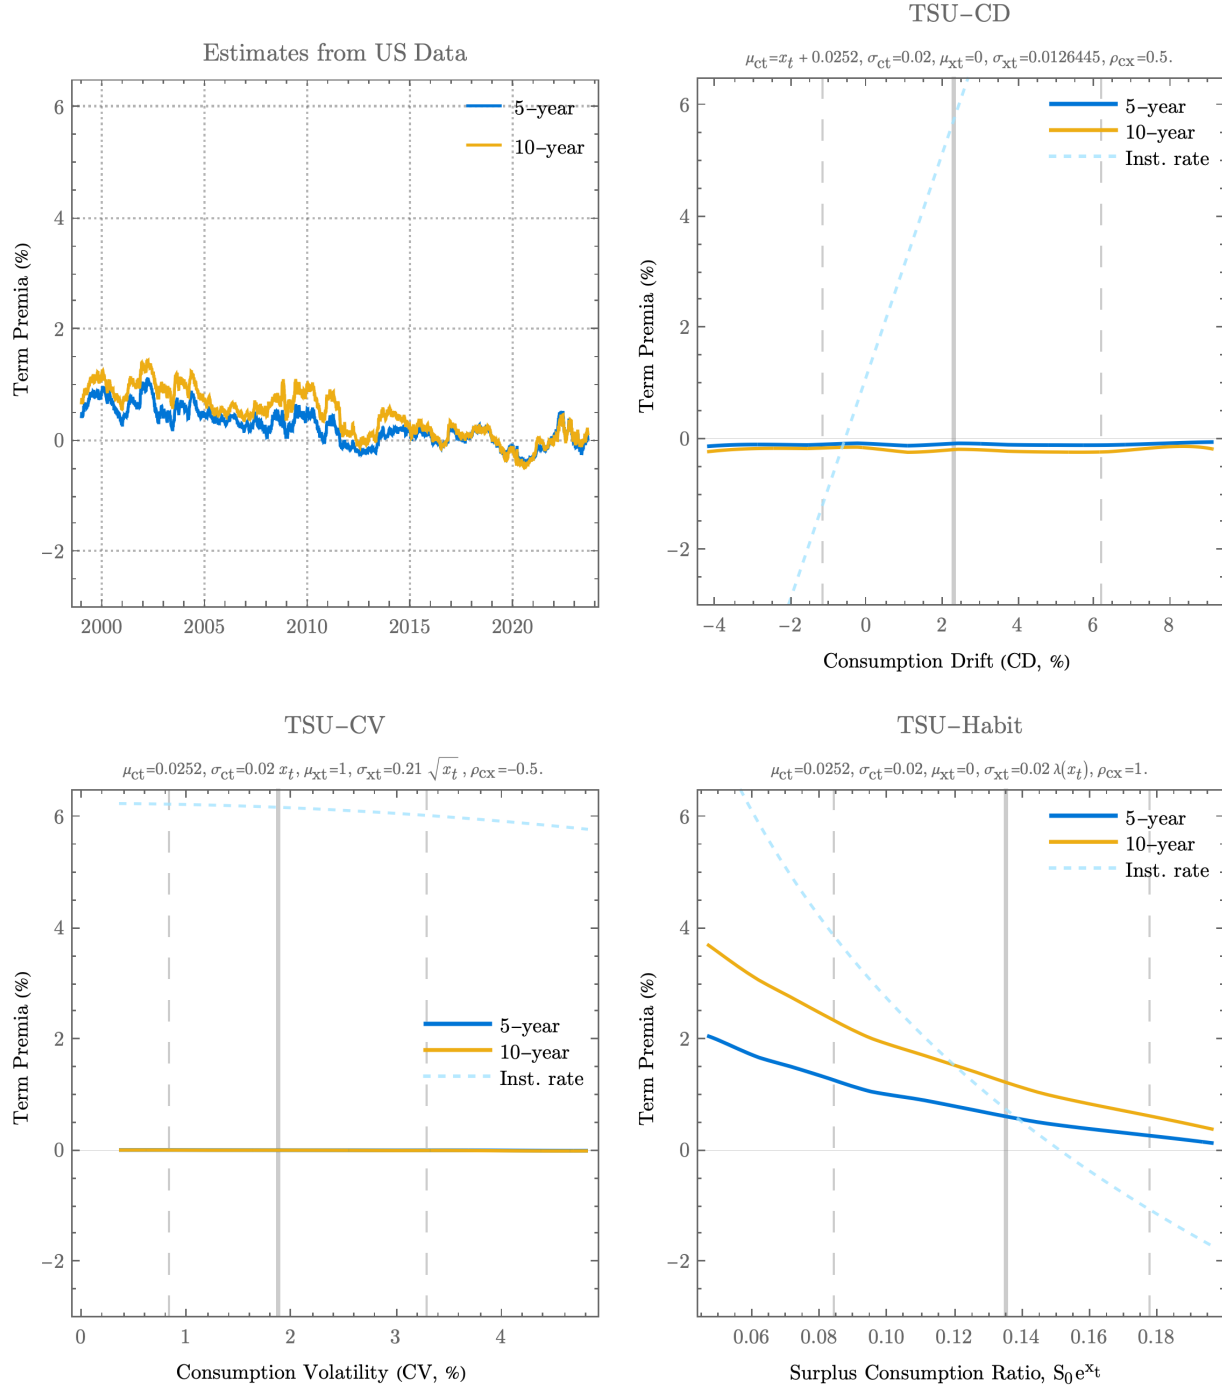 Estimates from US Data
6
4
2
0
−2
Term Premia (%)
5−year
10−year
2000 2005 2010 2015 2020
TSU−CD
μct=xt + 0.0252, σct=0.02, μxt=0, σxt=0.0126445, ρcx=0.5.
6
4
2
0
−2
Term Premia (%)
5−year
10−year
Inst. rate
−4 −2 0 2 4 6 8
Consumption Drift (CD, %)
TSU−CV
μct=0.0252, σct=0.02 xt, μxt=1, σxt=0.21 √xt , ρcx=−0.5.
6
4
2
0
−2
Term Premia (%)
5−year
10−year
Inst. rate
0 1 2 3 4
Consumption Volatility (CV, %)
TSU−Habit
μct=0.0252, σct=0.02, μxt=0, σxt=0.02 λ(xt), ρcx=1.
6
4
2
0
−2
Term Premia (%)
5−year
10−year
Inst. rate
0.06 0.08 0.10 0.12 0.14 0.16 0.18
Surplus Consumption Ratio, S0e^xt